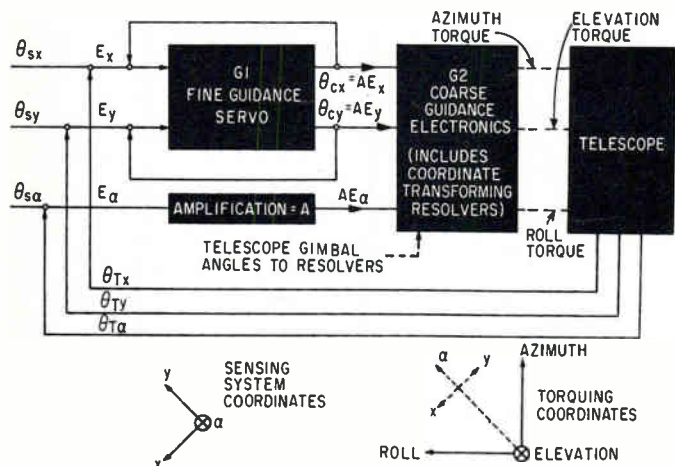 θsx
Ex
θsy
Ey
θsα
Eα
G1
FINE GUIDANCE
SERVO
θcx = AEx
θcy = AEy
AMPLIFICATION = A
AEα
G2
COARSE
GUIDANCE
ELECTRONICS
(INCLUDES
COORDINATE
TRANSFORMING
RESOLVERS)
AZIMUTH
TORQUE
ELEVATION
TORQUE
TELESCOPE
ROLL
TORQUE
TELESCOPE GIMBAL
ANGLES TO RESOLVERS
θTx
θTy
θTα
y
α
x
SENSING
SYSTEM
COORDINATES
α
y
x
AZIMUTH
TORQUING
COORDINATES
ROLL
ELEVATION